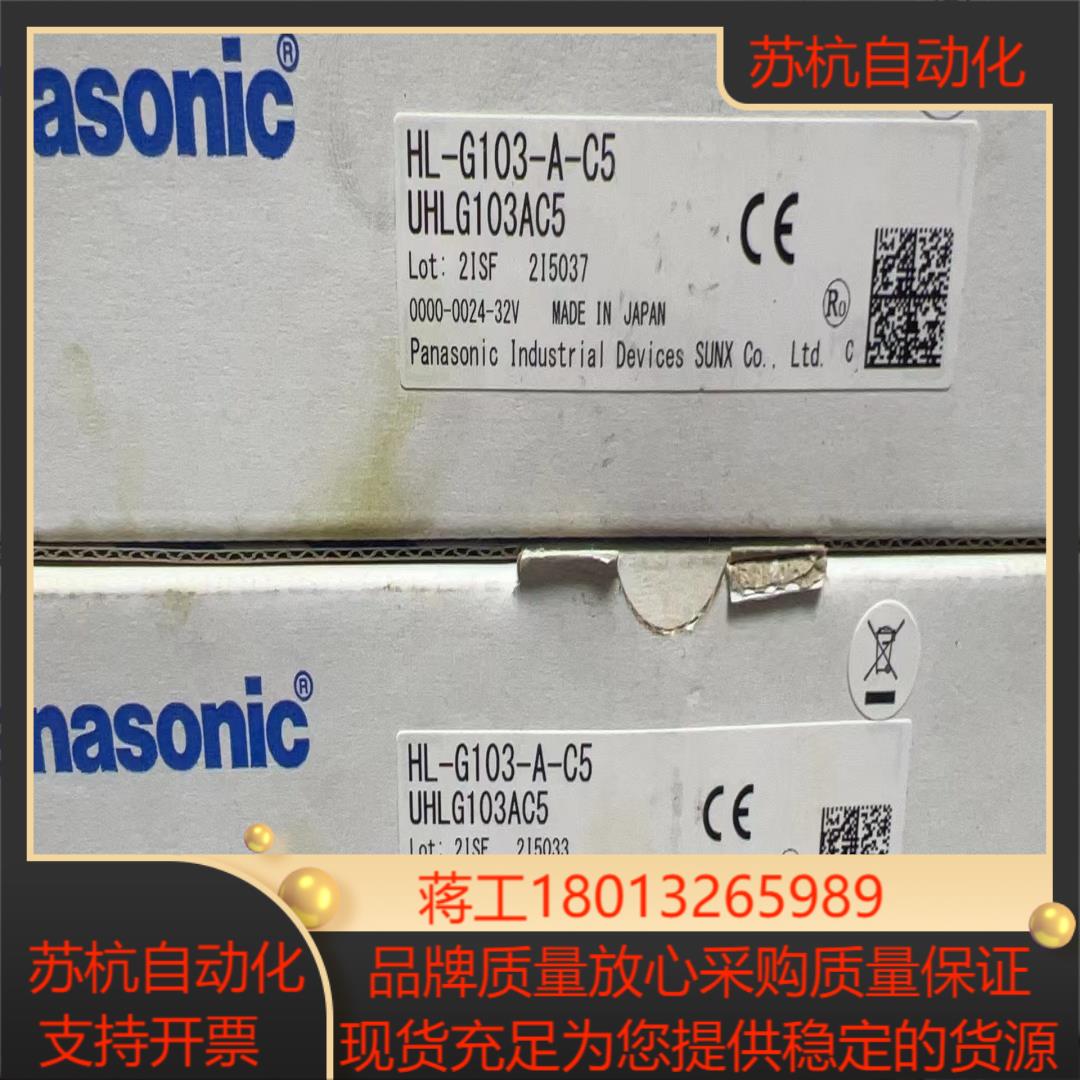 苏杭自动化
asonic®
HL-G103-A-C5
UHLG103AC5
CE
Lot: 2ISF 2I5037
0000-0024-32V MADE IN JAPAN
Ro
Panasonic Industrial Devices SUNX Co., Ltd. C
nasonic®
HL-G103-A-C5
UHLG103AC5
CE
Lot: 2ISF 2I5033
蒋工18013265989
苏杭自动化
支持开票
品牌质量放心采购质量保证
现货充足为您提供稳定的货源